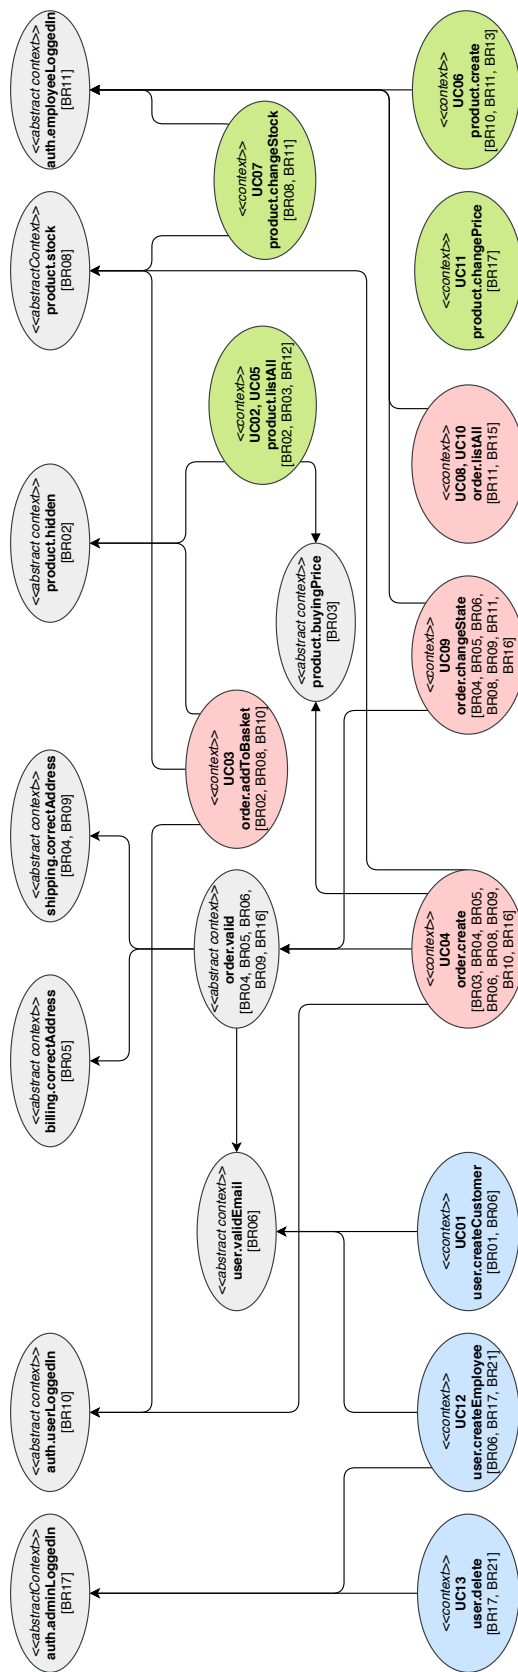 <<abstractContext>>
auth.adminLoggedIn
[BR17]
<<abstract context>>
auth.userLoggedIn
[BR10]
<<abstract context>>
billing.correctAddress
[BR05]
<<abstract context>>
shipping.correctAddress
[BR04, BR09]
<<abstract context>>
product.hidden
[BR02]
<<abstractContext>>
product.stock
[BR08]
<<abstract context>>
auth.employeeLoggedIn
[BR11]
<<abstract context>>
user.validEmail
[BR06]
<<abstract context>>
order.valid
[BR04, BR05, BR06,
BR09, BR16]
<<context>>
UC03
order.addToBasket
[BR02, BR08, BR10]
<<context>>
UC02, UC05
product.listAll
[BR02, BR03, BR12]
<<context>>
UC07
product.changeStock
[BR08, BR11]
<<abstract context>>
product.buyingPrice
[BR03]
<<context>>
UC13
user.delete
[BR17, BR21]
<<context>>
UC12
user.createEmployee
[BR06, BR17, BR21]
<<context>>
UC01
user.createCustomer
[BR01, BR06]
<<context>>
UC04
order.create
[BR03, BR04, BR05,
BR06, BR08, BR09,
BR10, BR16]
<<context>>
UC09
order.changeState
[BR04, BR05, BR06,
BR08, BR09, BR11,
BR16]
<<context>>
UC08, UC10
order.listAll
[BR11, BR15]
<<context>>
UC11
product.changePrice
[BR17]
<<context>>
UC06
product.create
[BR10, BR11, BR13]